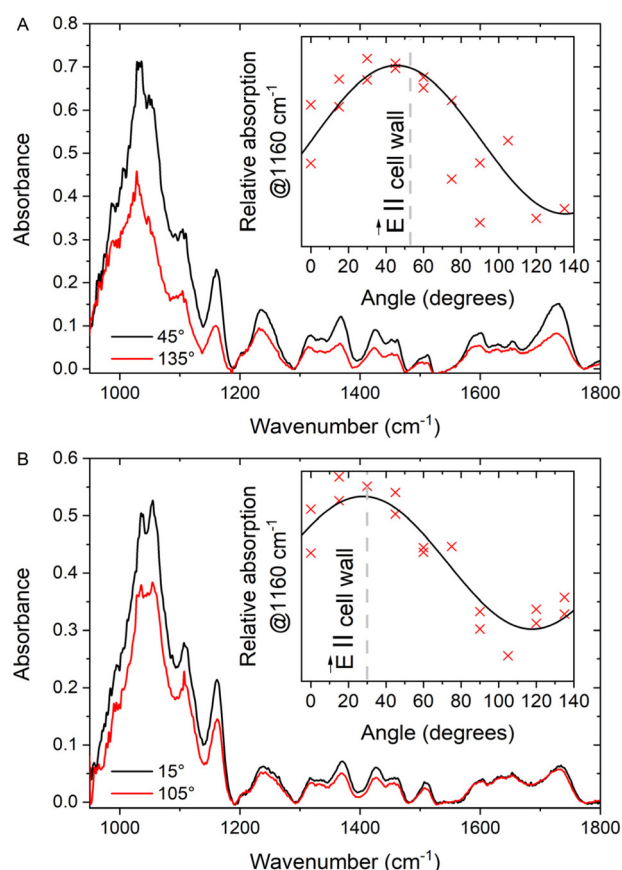 A
0.8
0.7
0.6
0.5
0.4
0.3
0.2
0.1
0.0
Absorbance
1000 1200 1400 1600 1800
Wavenumber (cm-1)
45°
135°
Relative absorption
@1160 cm-1
E II cell wall
0 20 40 60 80 100 120 140
Angle (degrees)
B
0.6
0.5
0.4
0.3
0.2
0.1
0.0
Absorbance
1000 1200 1400 1600 1800
Wavenumber (cm-1)
15°
105°
Relative absorption
@1160 cm-1
E II cell wall
0 20 40 60 80 100 120 140
Angle (degrees)